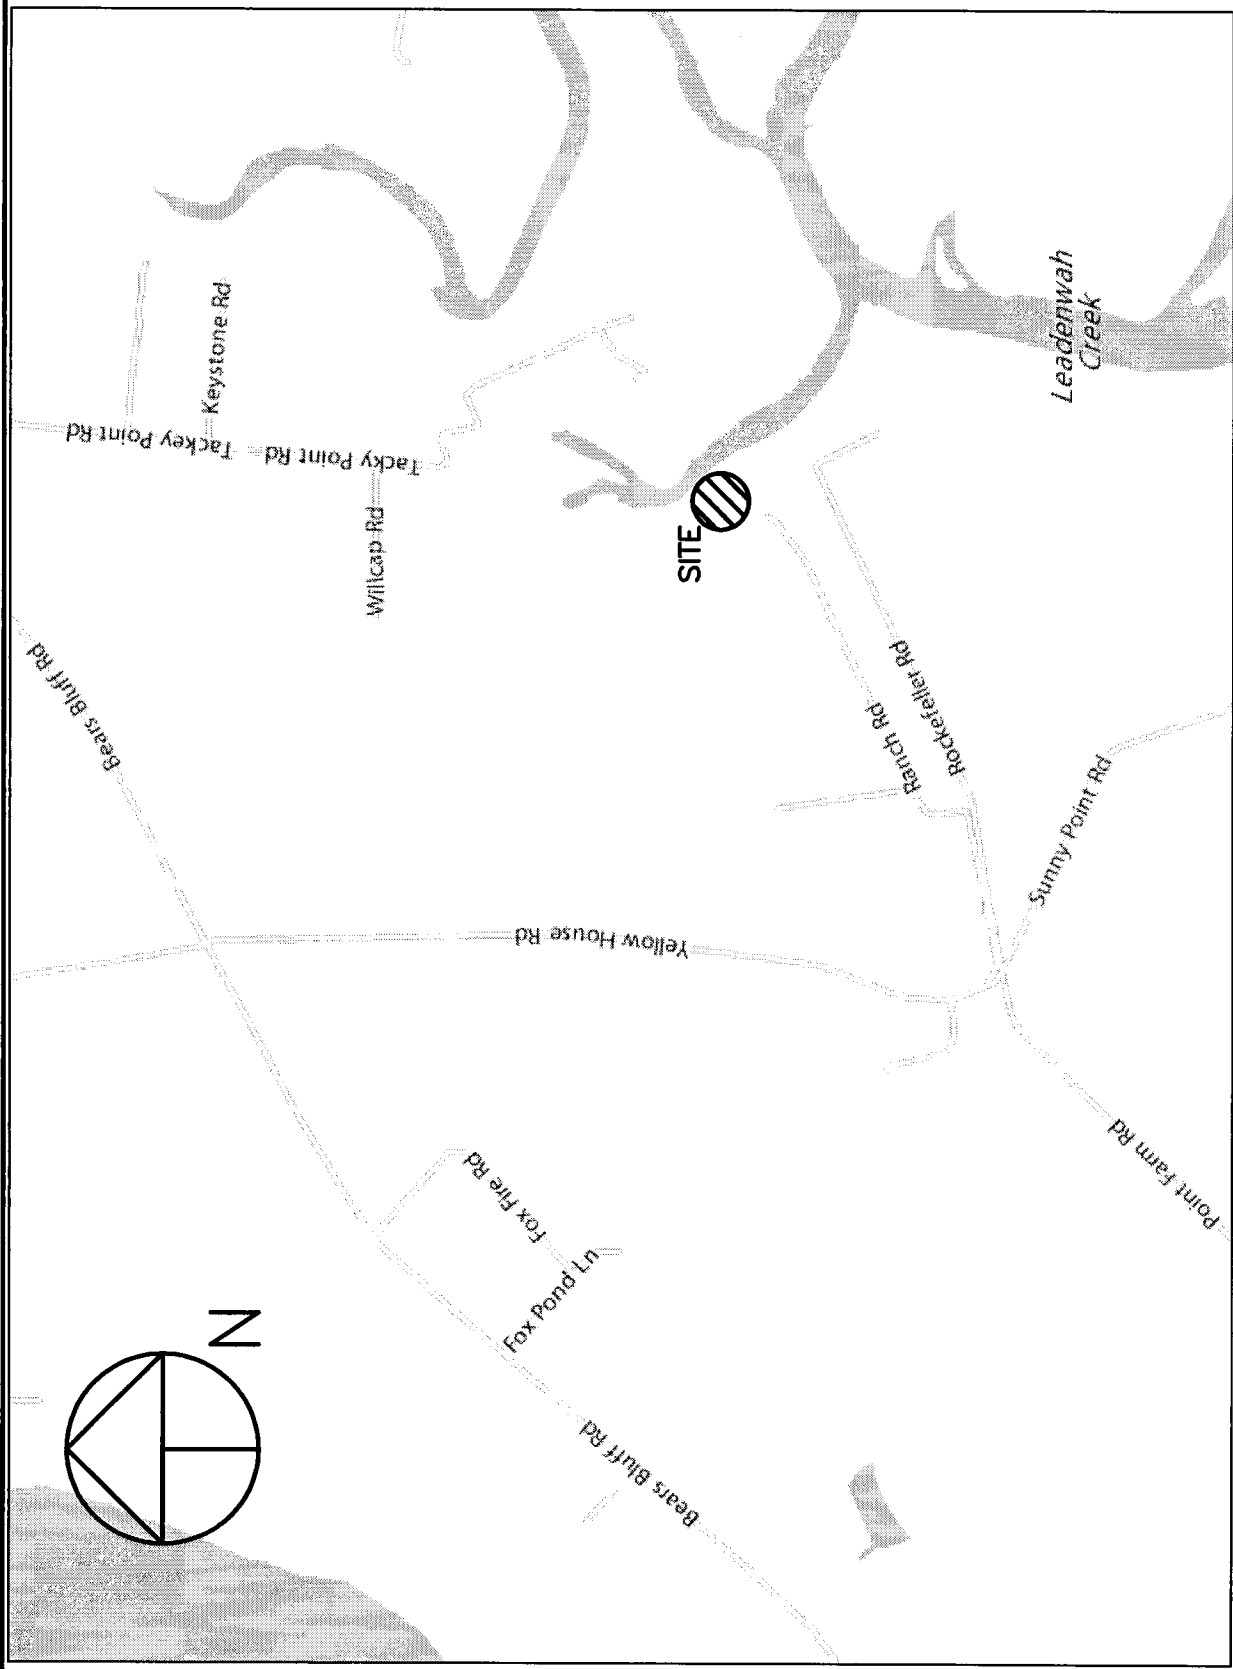 Keystone Rd
Tackey Point Rd
Tacky Point Rd
Willcap Rd
Leadenwah
Creek
SITE
Bears Bluff Rd
Ranch Rd
Rockefeller Rd
Sunny Point Rd
Yellow House Rd
Point Farm Rd
Fox Fire Rd
Fox Pond Ln
N
Bears Bluff Rd